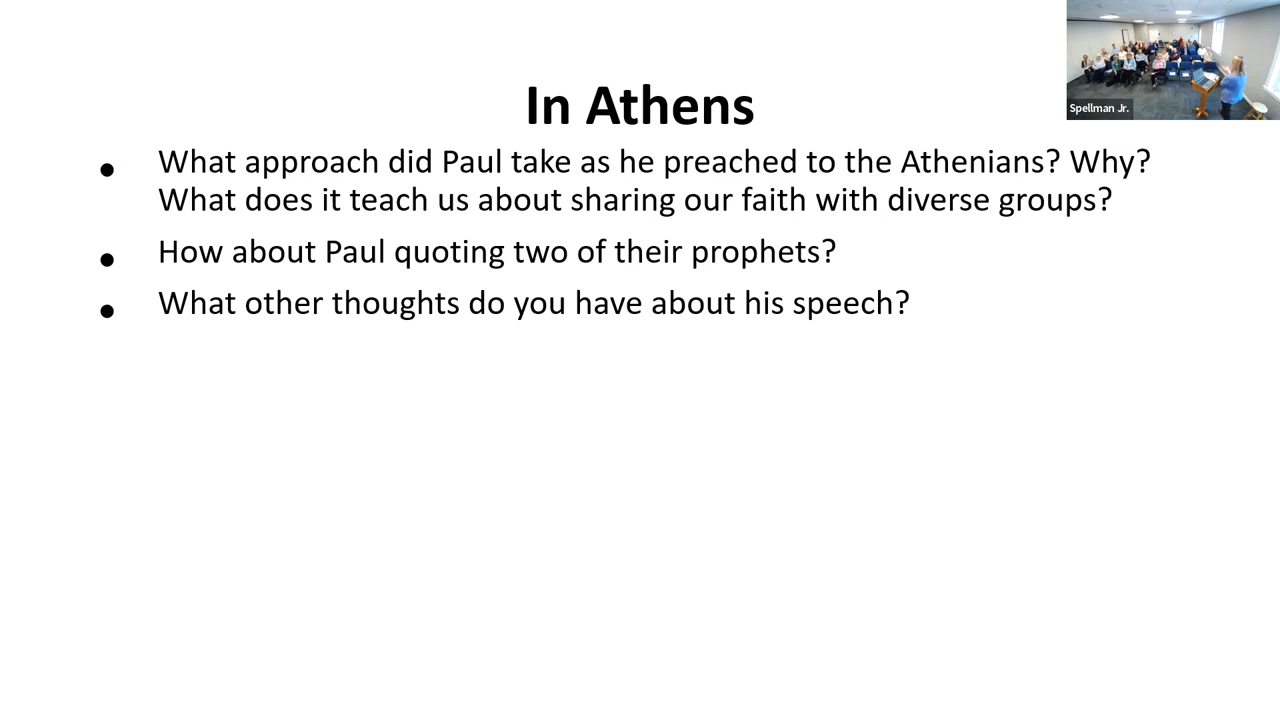 Spellman Jr.
In Athens
• What approach did Paul take as he preached to the Athenians? Why?
What does it teach us about sharing our faith with diverse groups?
• How about Paul quoting two of their prophets?
• What other thoughts do you have about his speech?